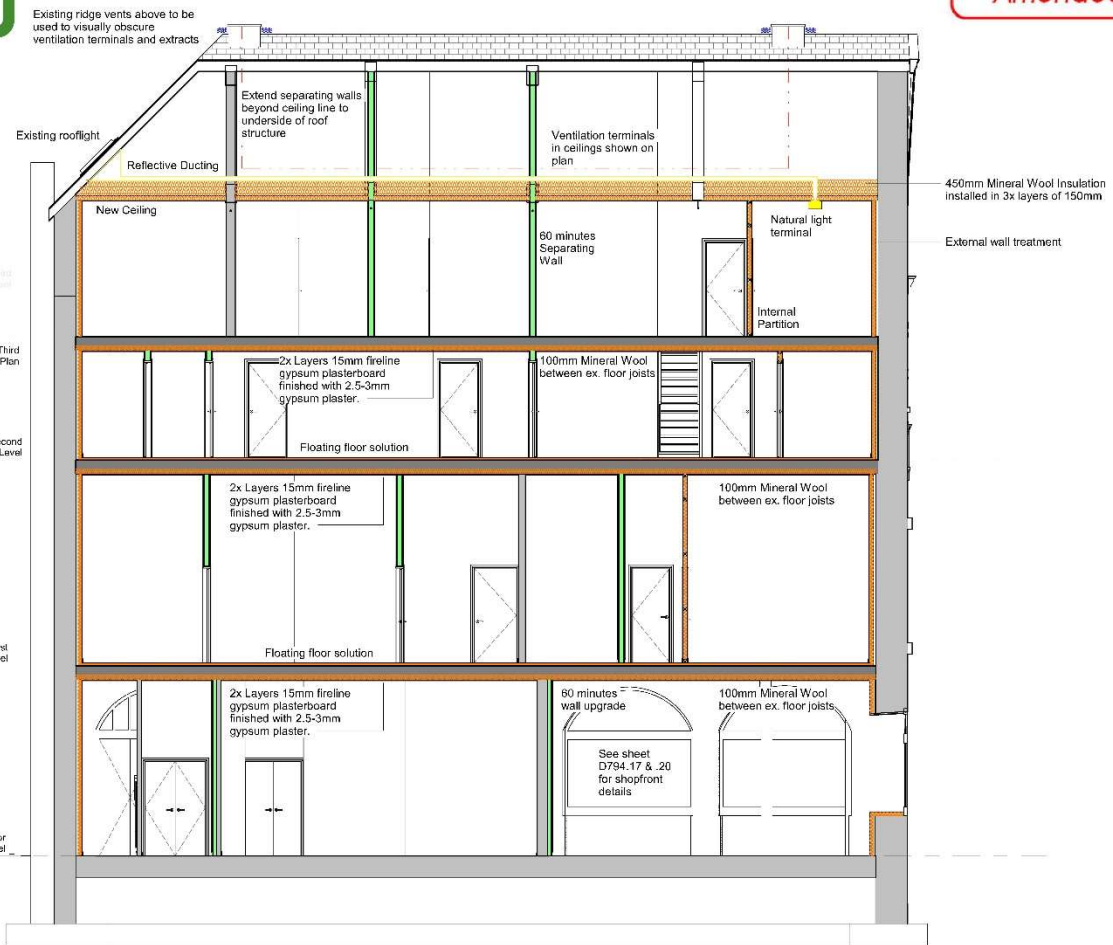 Existing ridge vents above to be
used to visually obscure
ventilation terminals and extracts
Extend separating walls
beyond ceiling line to
underside of roof
structure
Existing rooflight
Reflective Ducting
Ventilation terminals
in ceilings shown on
plan
450mm Mineral Wool Insulation
installed in 3x layers of 150mm
New Ceiling
Natural light
terminal
60 minutes
Separating
Wall
External wall treatment
Internal
Partition
Third
Plan
2x Layers 15mm fireline
gypsum plasterboard
finished with 2.5-3mm
gypsum plaster.
100mm Mineral Wool
between ex. floor joists
Level
Floating floor solution
2x Layers 15mm fireline
gypsum plasterboard
finished with 2.5-3mm
gypsum plaster.
100mm Mineral Wool
between ex. floor joists
Floating floor solution
2x Layers 15mm fireline
gypsum plasterboard
finished with 2.5-3mm
gypsum plaster.
60 minutes
wall upgrade
100mm Mineral Wool
between ex. floor joists
See sheet
D794.17 & .20
for shopfront
details